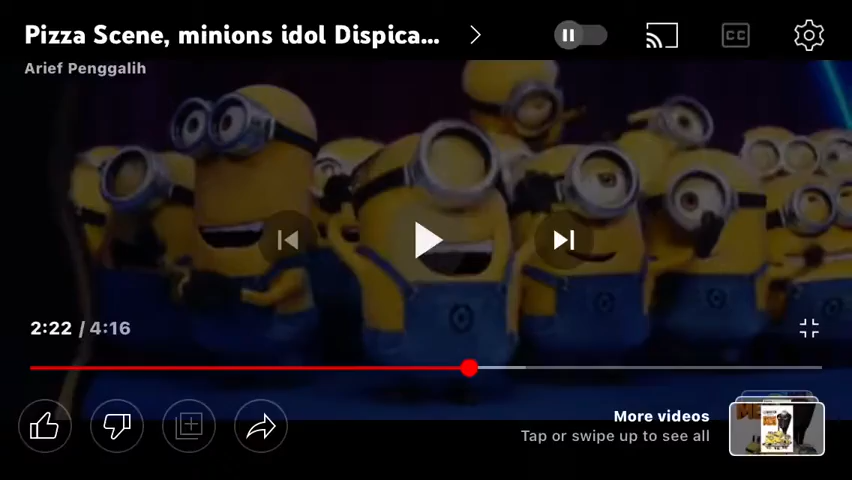 Pizza Scene, minions idol Dispica...
CC
Arief Penggalih
2:22 / 4:16
More videos
Tap or swipe up to see all